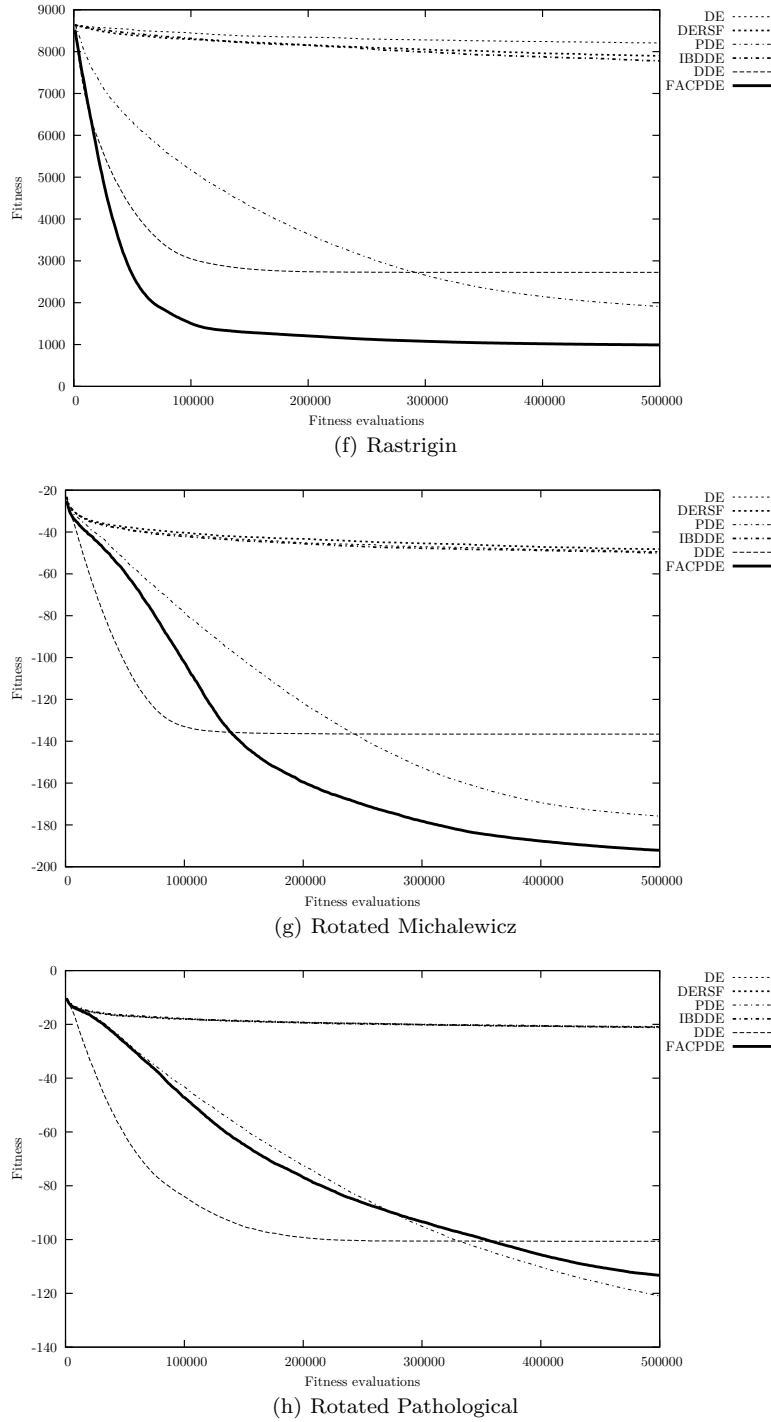 9000
8000
7000
6000
5000
4000
3000
2000
1000
0
Fitness
0 100000 200000 300000 400000 500000
Fitness evaluations
DE
DERSF
PDE
IBDDE
DDE
FACPDE
(f) Rastrigin
-20
-40
-60
-80
-100
-120
-140
-160
-180
-200
Fitness
0 100000 200000 300000 400000 500000
Fitness evaluations
DE
DERSF
PDE
IBDDE
DDE
FACPDE
(g) Rotated Michalewicz
0
-20
-40
-60
-80
-100
-120
-140
Fitness
0 100000 200000 300000 400000 500000
Fitness evaluations
DE
DERSF
PDE
IBDDE
DDE
FACPDE
(h) Rotated Pathological